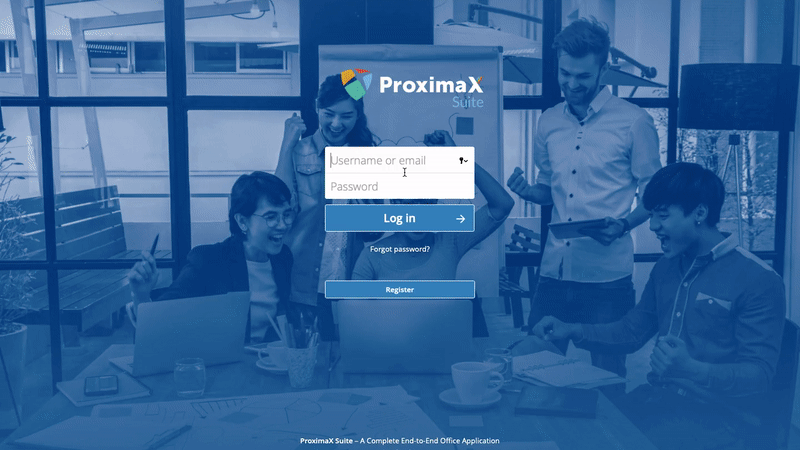 ProximaX
Suite
Username or email
Password
Log in
Forgot password?
Register
ProximaX Suite – A Complete End-to-End Office Application